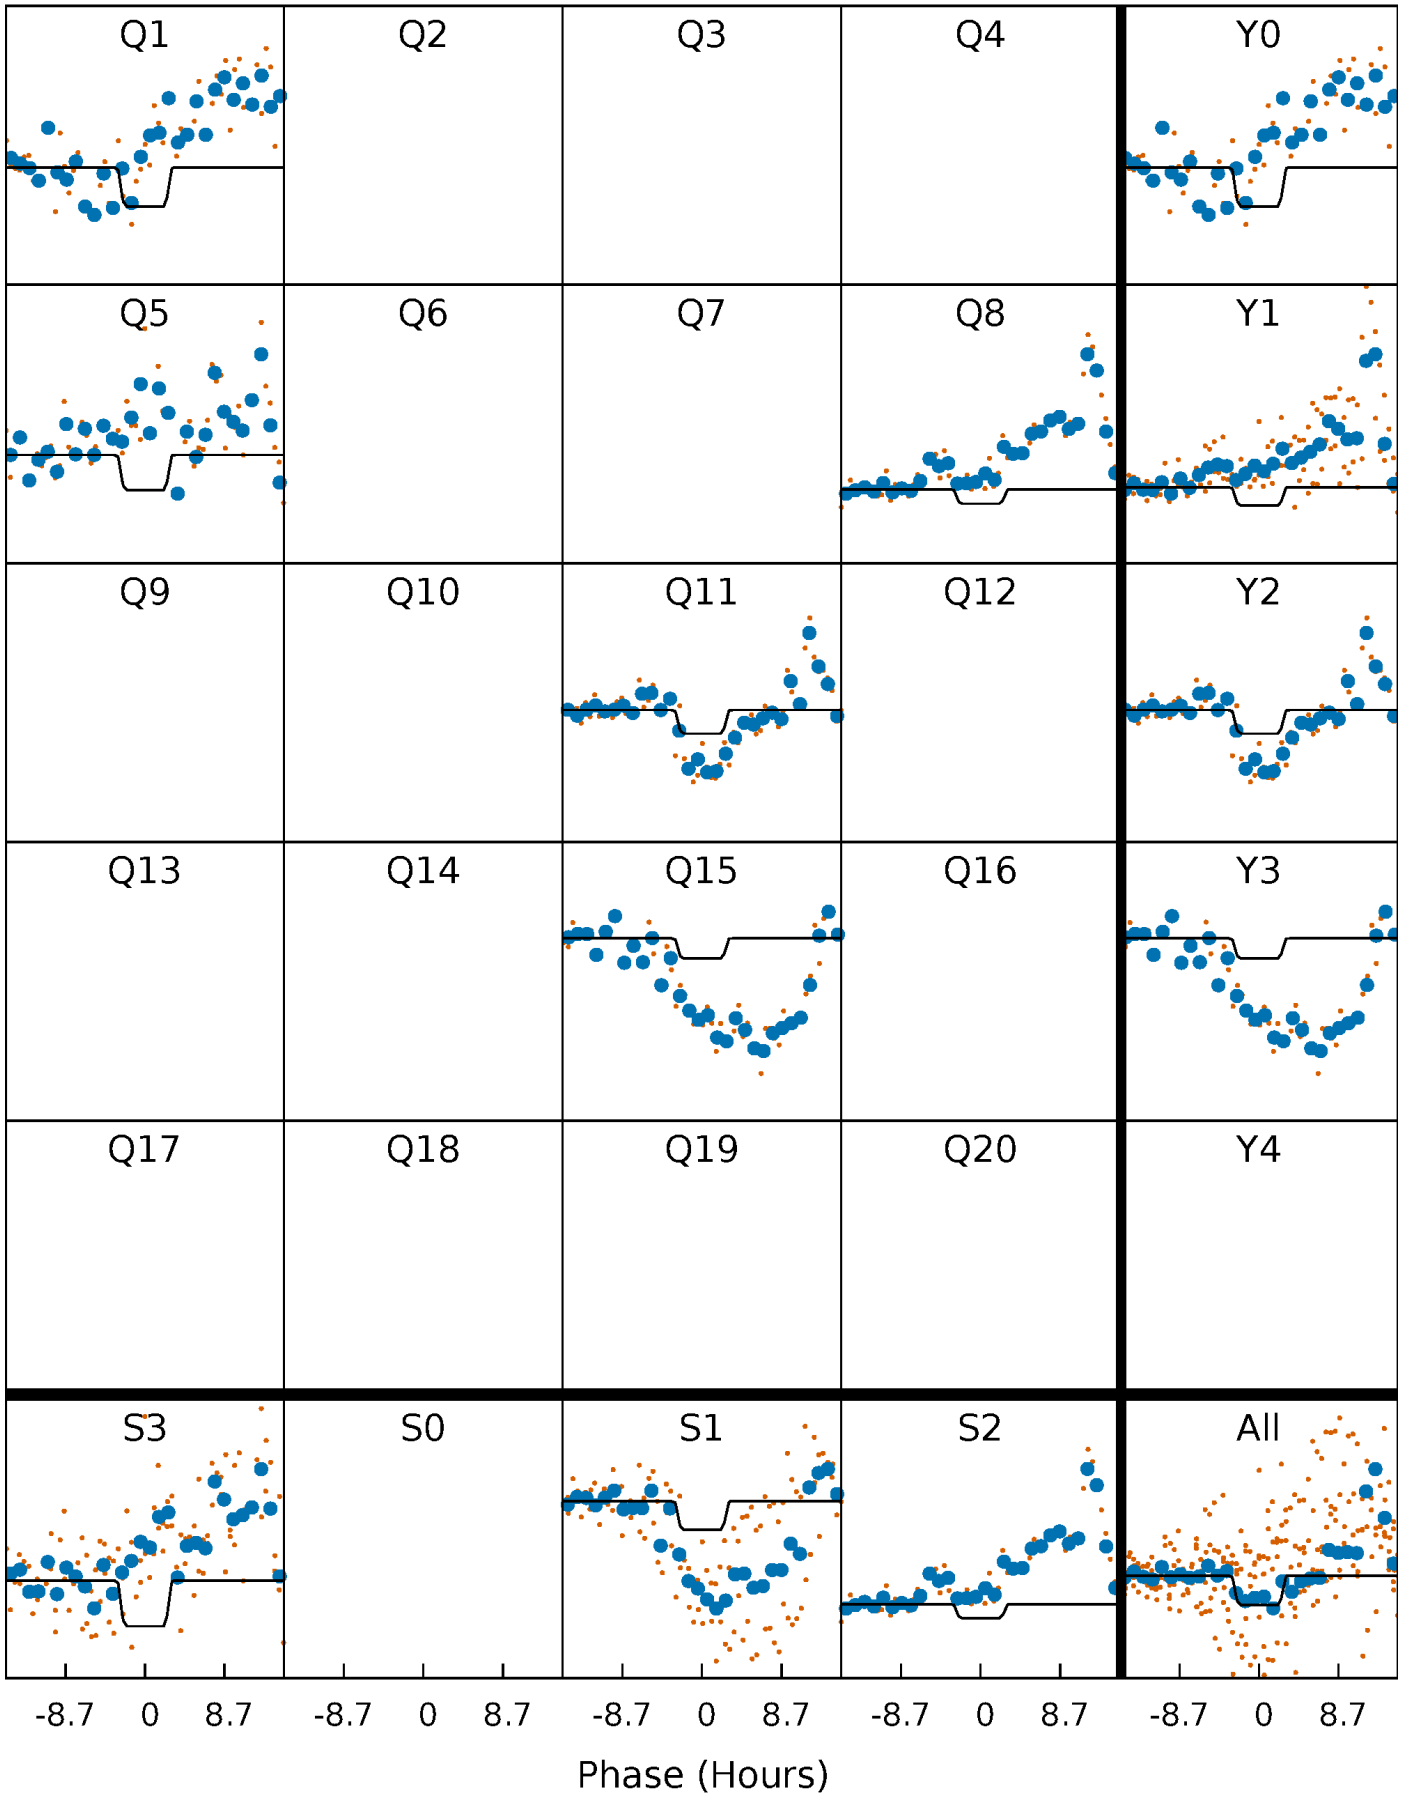 Q1 Q2 Q3 Q4 Y0
Q5 Q6 Q7 Q8 Y1
Q9 Q10 Q11 Q12 Y2
Q13 Q14 Q15 Q16 Y3
Q17 Q18 Q19 Q20 Y4
S3 S0 S1 S2 All
-8.7 0 8.7 -8.7 0 8.7 -8.7 0 8.7 -8.7 0 8.7 -8.7 0 8.7
Phase (Hours)